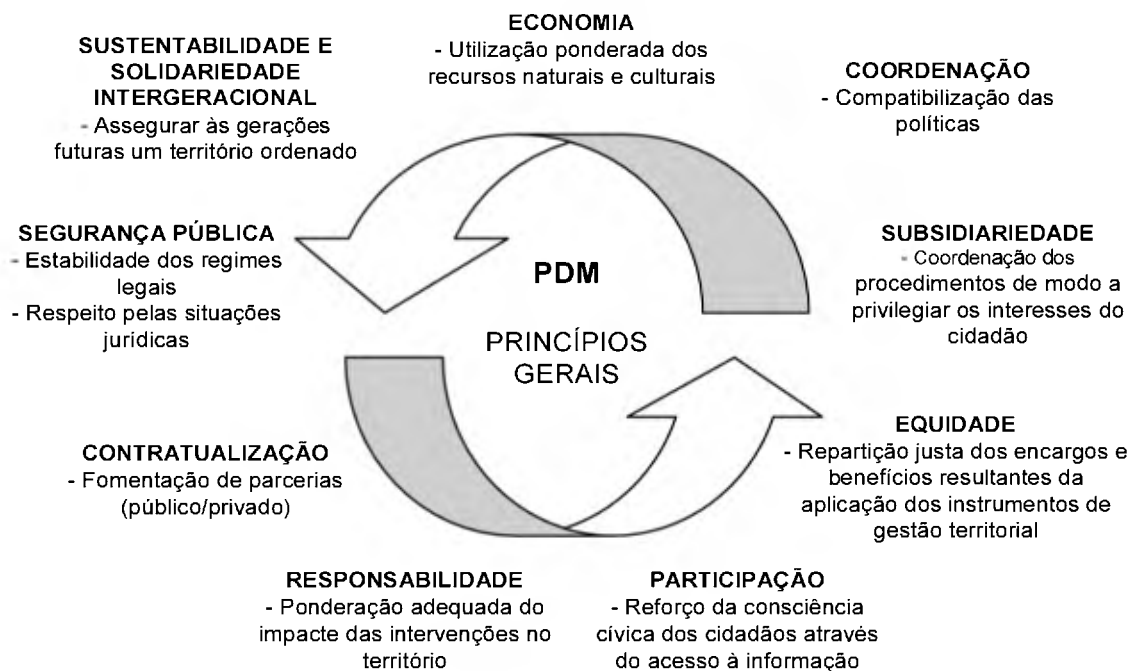 ECONOMIA
- Utilização ponderada dos
recursos naturais e culturais
COORDENAÇÃO
- Compatibilização das
políticas
SUBSIDIARIEDADE
- Coordenação dos
procedimentos de modo a
privilegiar os interesses do
cidadão
EQUIDADE
- Repartição justa dos encargos e
benefícios resultantes da
aplicação dos instrumentos de
gestão territorial
PARTICIPAÇÃO
- Reforço da consciência
cívica dos cidadãos através
do acesso à informação
RESPONSABILIDADE
- Ponderação adequada do
impacte das intervenções no
território
CONTRATUALIZAÇÃO
- Fomentação de parcerias
(público/privado)
SEGURANÇA PÚBLICA
- Estabilidade dos regimes
legais
- Respeito pelas situações
jurídicas
SUSTENTABILIDADE E
SOLIDARIEDADE
INTERGERACIONAL
- Assegurar às gerações
futuras um território ordenado
PDM
PRINCÍPIOS
GERAIS